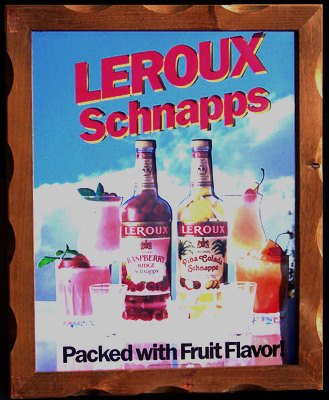 LEROUX
Schnapps
LEROUX
RASPBERRY
Schnapps
LEROUX
Piña Colada
Schnapps
Packed with Fruit Flavor!